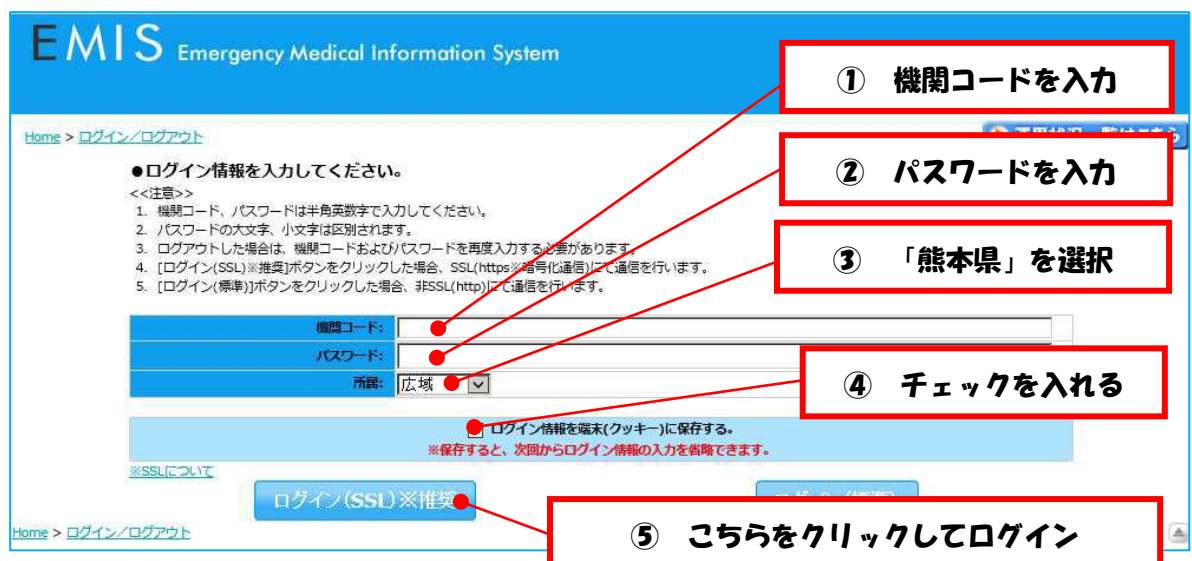 EMIS Emergency Medical Information System
① 機関コードを入力
Home > ログイン／ログアウト
●ログイン情報を入力してください。
② パスワードを入力
<<注意>>
1. 機関コード、パスワードは半角英数字で入力してください。
2. パスワードの大文字、小文字は区別されます。
3. ログアウトした場合は、機関コードおよびパスワードを再度入力する必要があります。
4. [ログイン(SSL)※推奨]ボタンをクリックした場合、SSL(https※暗号化通信)にて通信を行います。
5. [ログイン(標準)]ボタンをクリックした場合、非SSL(http)にて通信を行います。
③ 「熊本県」を選択
機関コード:
パスワード:
所属: 広域
④ チェックを入れる
ログイン情報を端末(クッキー)に保存する。
※保存すると、次回からログイン情報の入力を省略できます。
※SSLについて
ログイン(SSL)※推奨
⑤ こちらをクリックしてログイン
Home > ログイン／ログアウト